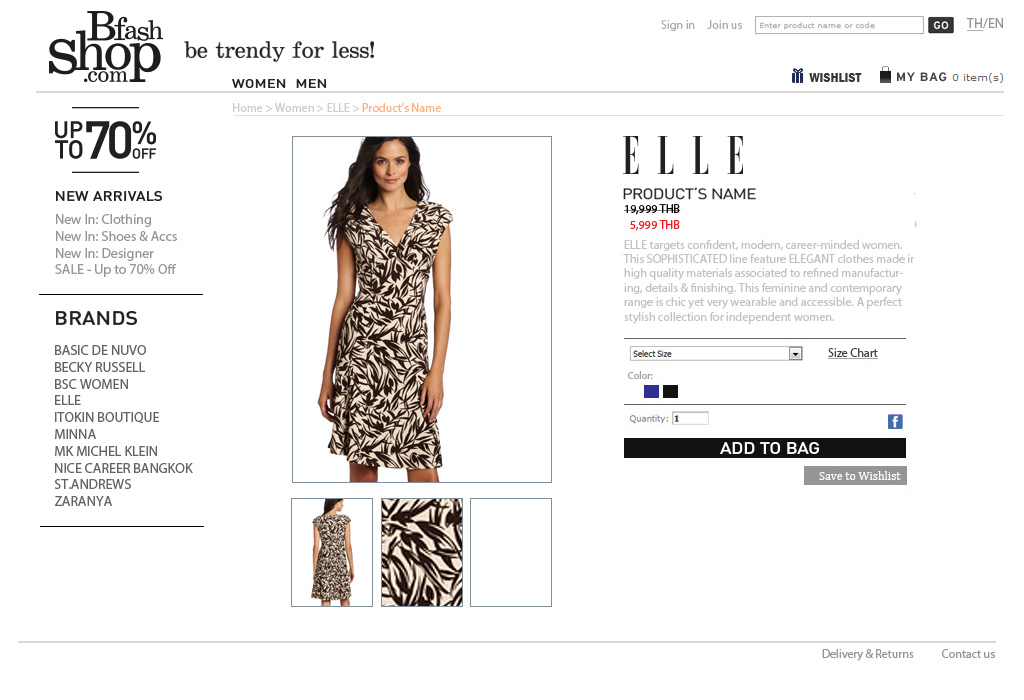 Bfash
Shop
.com
be trendy for less!
Sign in Join us Enter product name or code GO TH/EN
WOMEN MEN
WISHLIST MY BAG 0 item(s)
Home > Women > ELLE > Product's Name
UP TO 70% OFF
NEW ARRIVALS
New In: Clothing
New In: Shoes & Accs
New In: Designer
SALE - Up to 70% Off
BRANDS
BASIC DE NUVO
BECKY RUSSELL
BSC WOMEN
ELLE
ITOKIN BOUTIQUE
MINNA
MK MICHEL KLEIN
NICE CAREER BANGKOK
ST.ANDREWS
ZARANYA
ELLE
PRODUCT'S NAME
19,999 THB
5,999 THB
ELLE targets confident, modern, career-minded women.
This SOPHISTICATED line feature ELEGANT clothes made in
high quality materials associated to refined manufactur-
ing, details & finishing. This feminine and contemporary
range is chic yet very wearable and accessible. A perfect
stylish collection for independent women.
Select Size Size Chart
Color:
Quantity: 1 f
ADD TO BAG
Save to Wishlist
Delivery & Returns Contact us